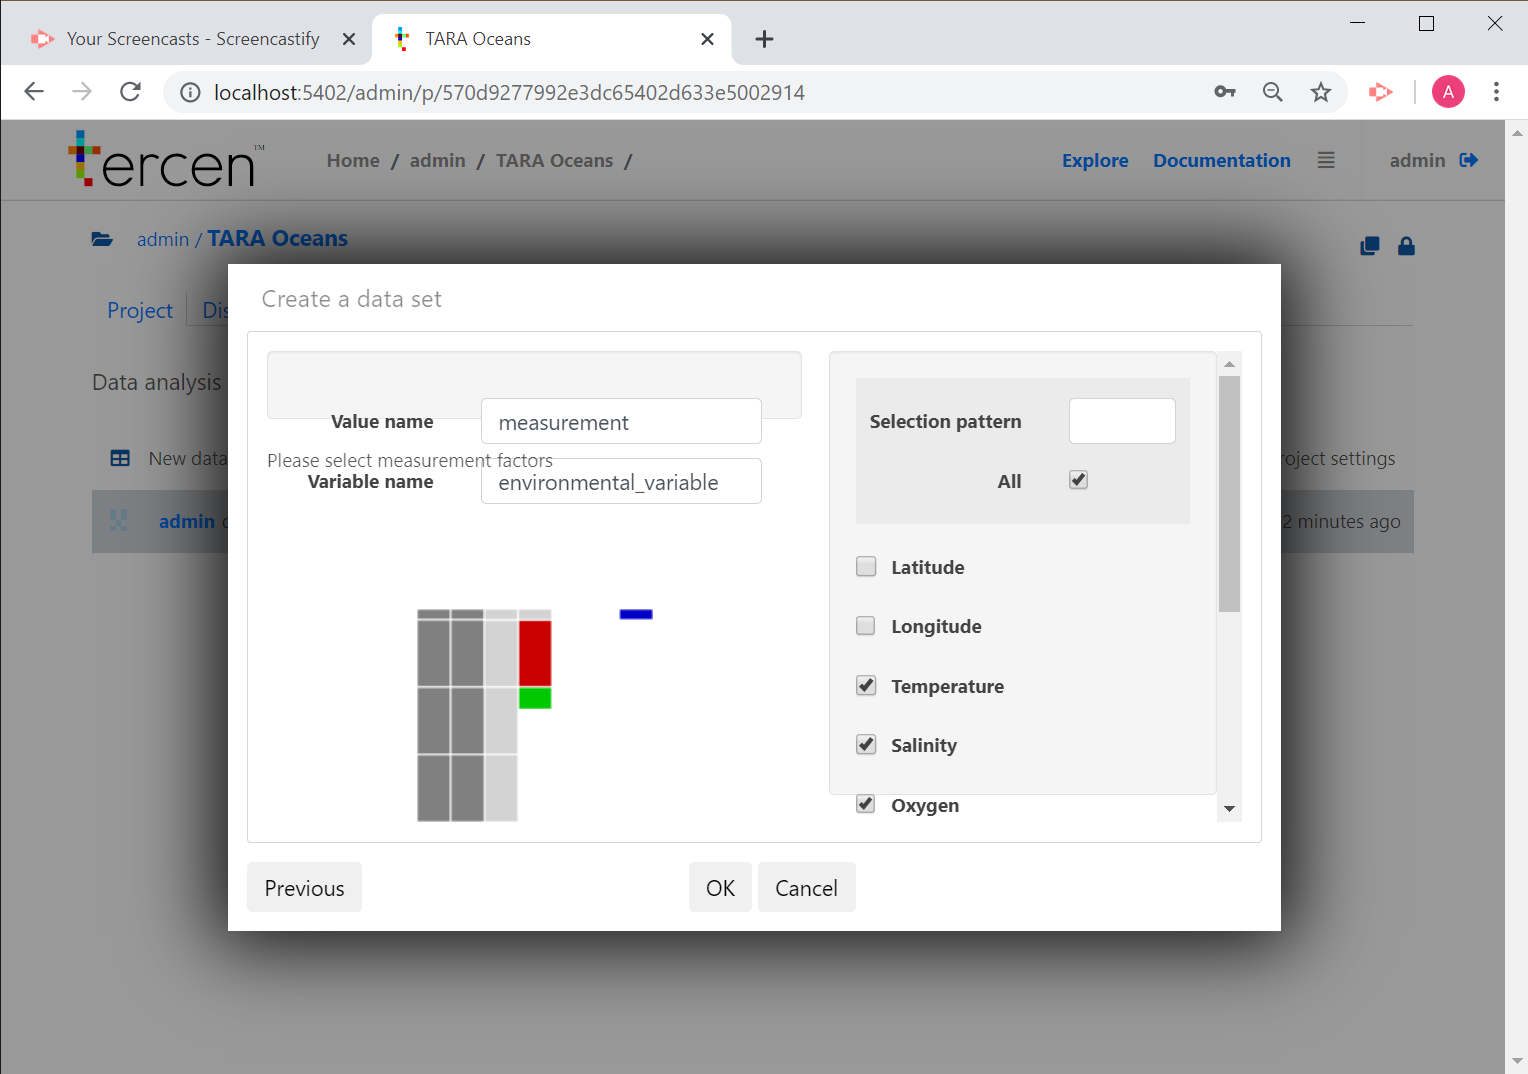 Your Screencasts - Screencastify
TARA Oceans
localhost:5402/admin/p/570d9277992e3dc65402d633e5002914
A
tercen™
Home / admin / TARA Oceans /
Explore Documentation
admin
admin / TARA Oceans
Project
Dis
Create a data set
Data analysis
Value name measurement
Please select measurement factors
Variable name environmental_variable
Selection pattern
All
New data
roject settings
admin
2 minutes ago
Latitude
Longitude
Temperature
Salinity
Oxygen
Previous OK Cancel